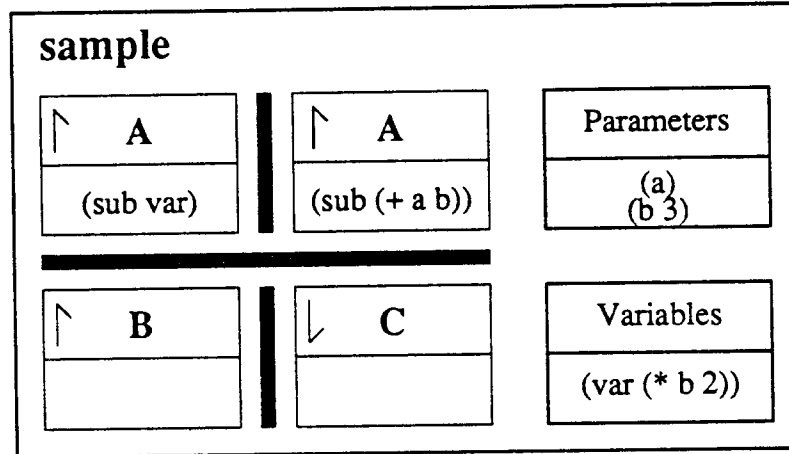 sample
A
A
Parameters
(sub var)
(sub (+ a b))
(a)
(b 3)
B
C
Variables
(var (* b 2))